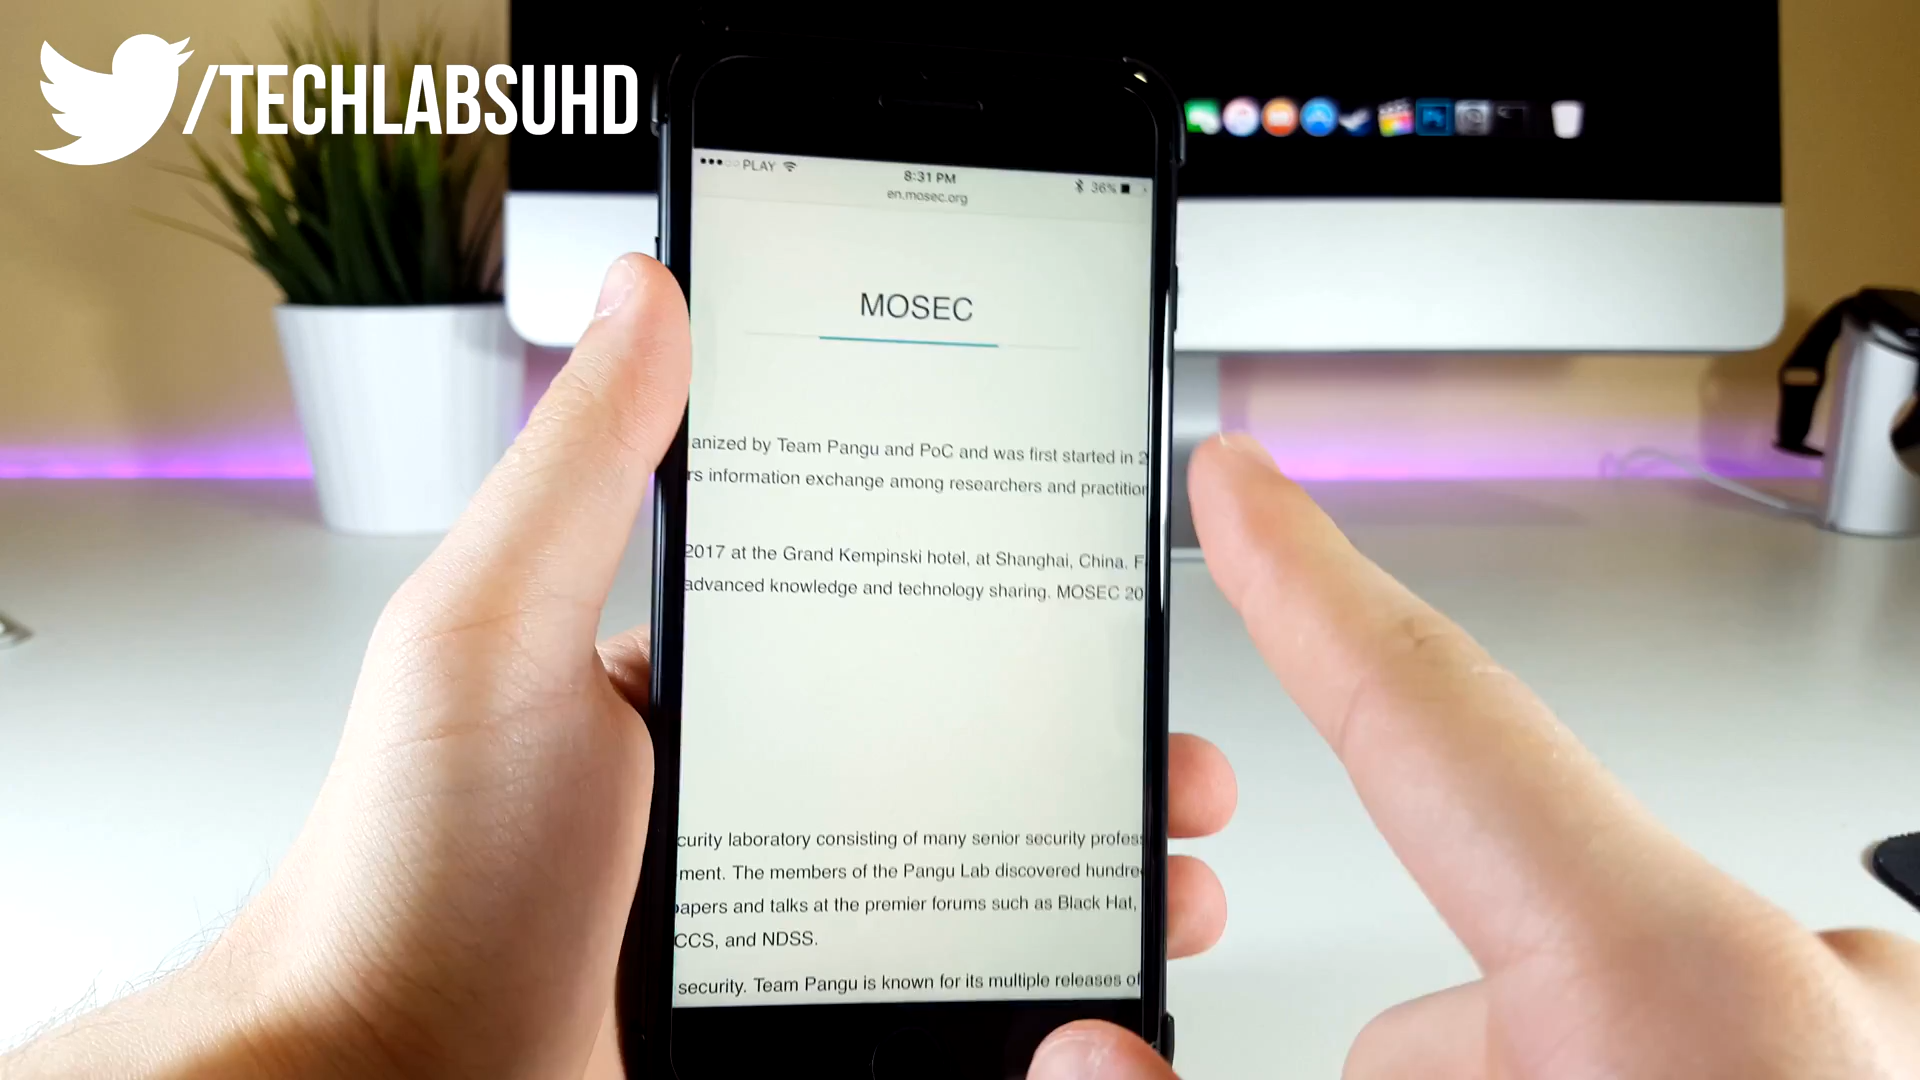 /TECHLABSUHD
PLAY
8:31 PM
36%
en.mosec.org
MOSEC
anized by Team Pangu and PoC and was first started in 2
rs information exchange among researchers and practition
2017 at the Grand Kempinski hotel, at Shanghai, China. F
advanced knowledge and technology sharing. MOSEC 20
curity laboratory consisting of many senior security profess
ment. The members of the Pangu Lab discovered hundre
papers and talks at the premier forums such as Black Hat,
CCS, and NDSS.
security. Team Pangu is known for its multiple releases of